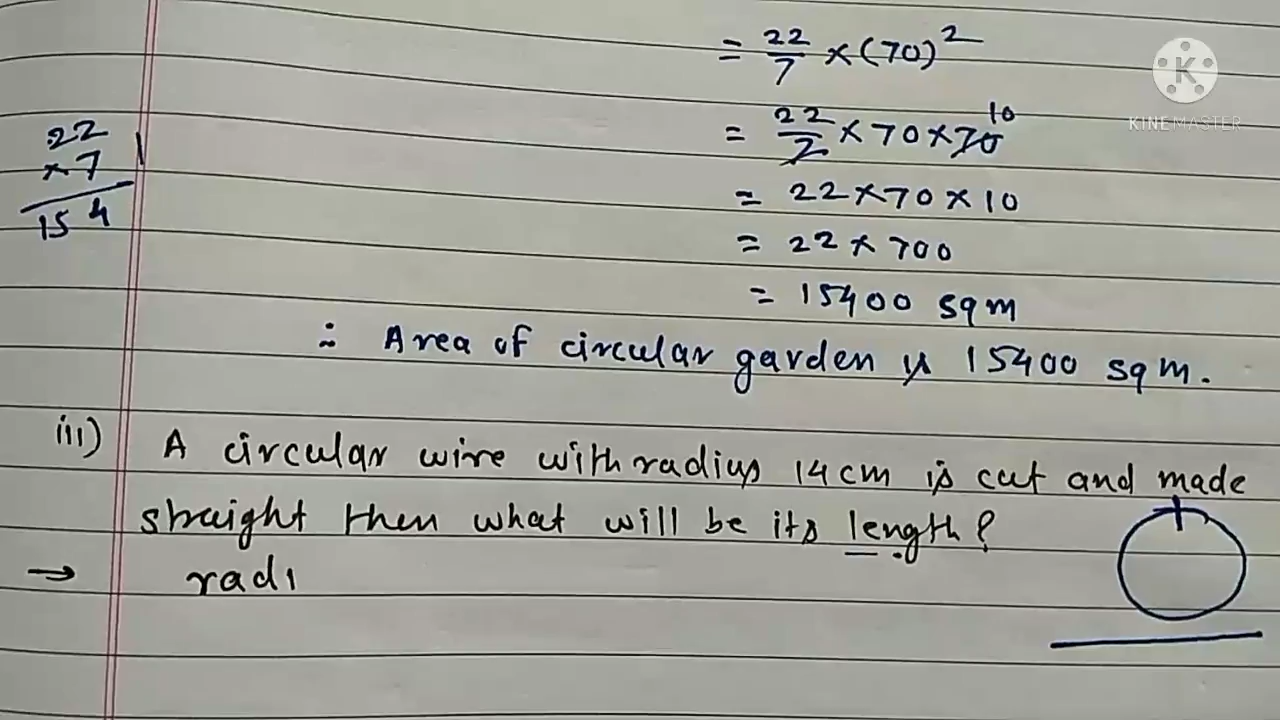 = 22/7 × (70)²
K
KINEMASTER
= 22/7 × 70 × 70 10
22
×7
154
= 22 × 70 × 10
= 22 × 700
= 15400 sqm
∴ Area of circular garden is 15400 sqm.
iii) A circular wire with radius 14cm is cut and made
straight then what will be its length?
→ radi